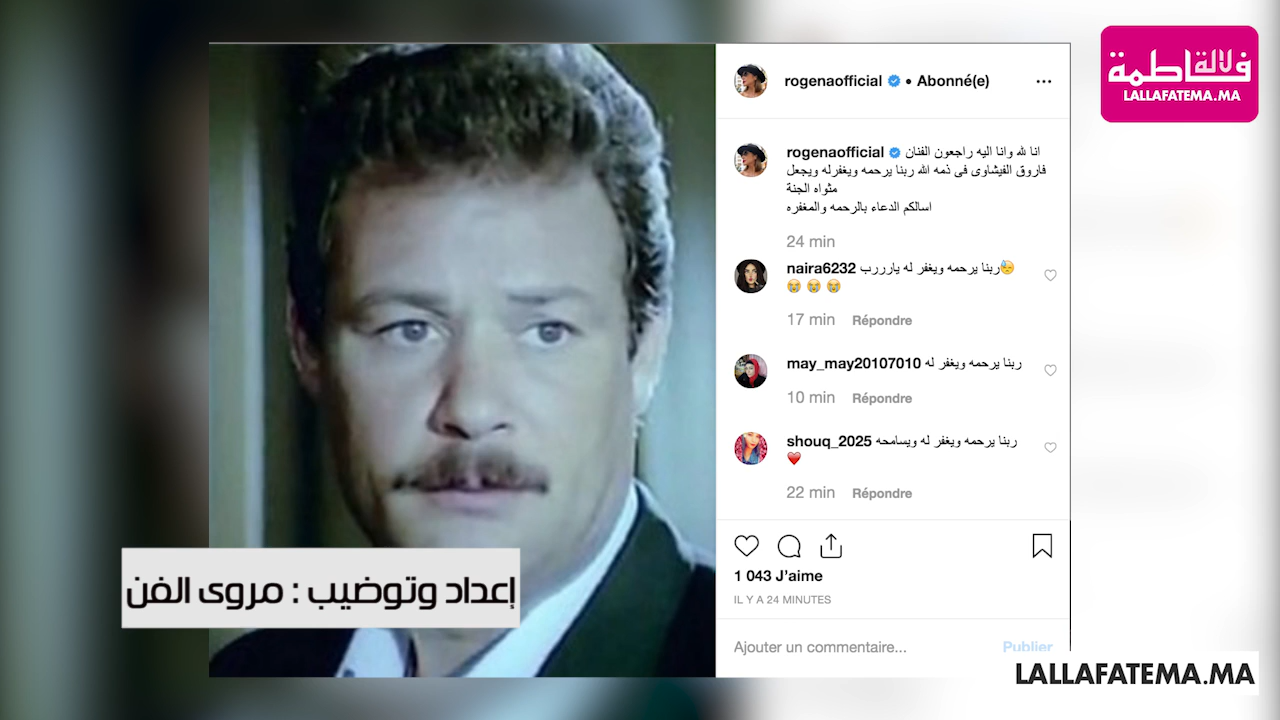 فلالة فاطمة
LALLAFATEMA.MA
rogenaofficial • Abonné(e)
rogenaofficial انا لله وانا اليه راجعون الفنان
فاروق الفيشاوى فى ذمه الله ربنا يرحمه ويغفرله ويجعل
مثواه الجنة
اسالكم الدعاء بالرحمه والمغفره
24 min
naira6232 ربنا يرحمه ويغفر له يارررب😓
😭 😭 😭
17 min Répondre
may_may20107010 ربنا يرحمه ويغفر له
10 min Répondre
shouq_2025 ربنا يرحمه ويغفر له ويسامحه
❤️
22 min Répondre
1 043 J’aime
IL Y A 24 MINUTES
Ajouter un commentaire...
Publier
إعداد وتوضيب : مروى الفن
LALLAFATEMA.MA